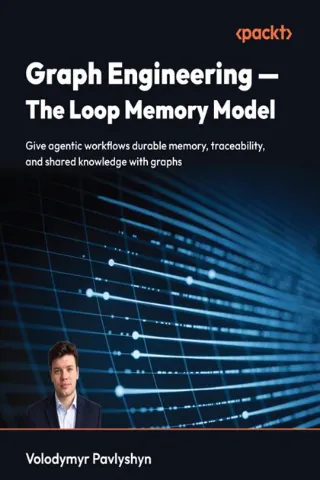 <packt>
Graph Engineering —
The Loop Memory Model
Give agentic workflows durable memory, traceability,
and shared knowledge with graphs
Volodymyr Pavlyshyn